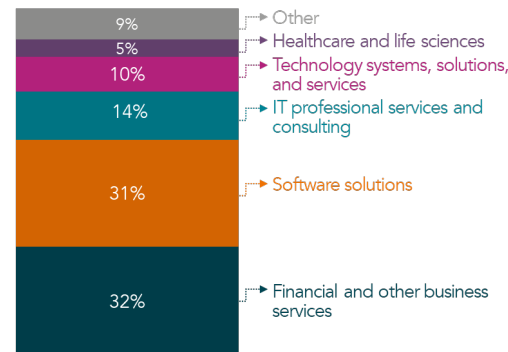 9%
Other
5%
Healthcare and life sciences
10%
Technology systems, solutions,
and services
14%
IT professional services and
consulting
31%
Software solutions
32%
Financial and other business
services